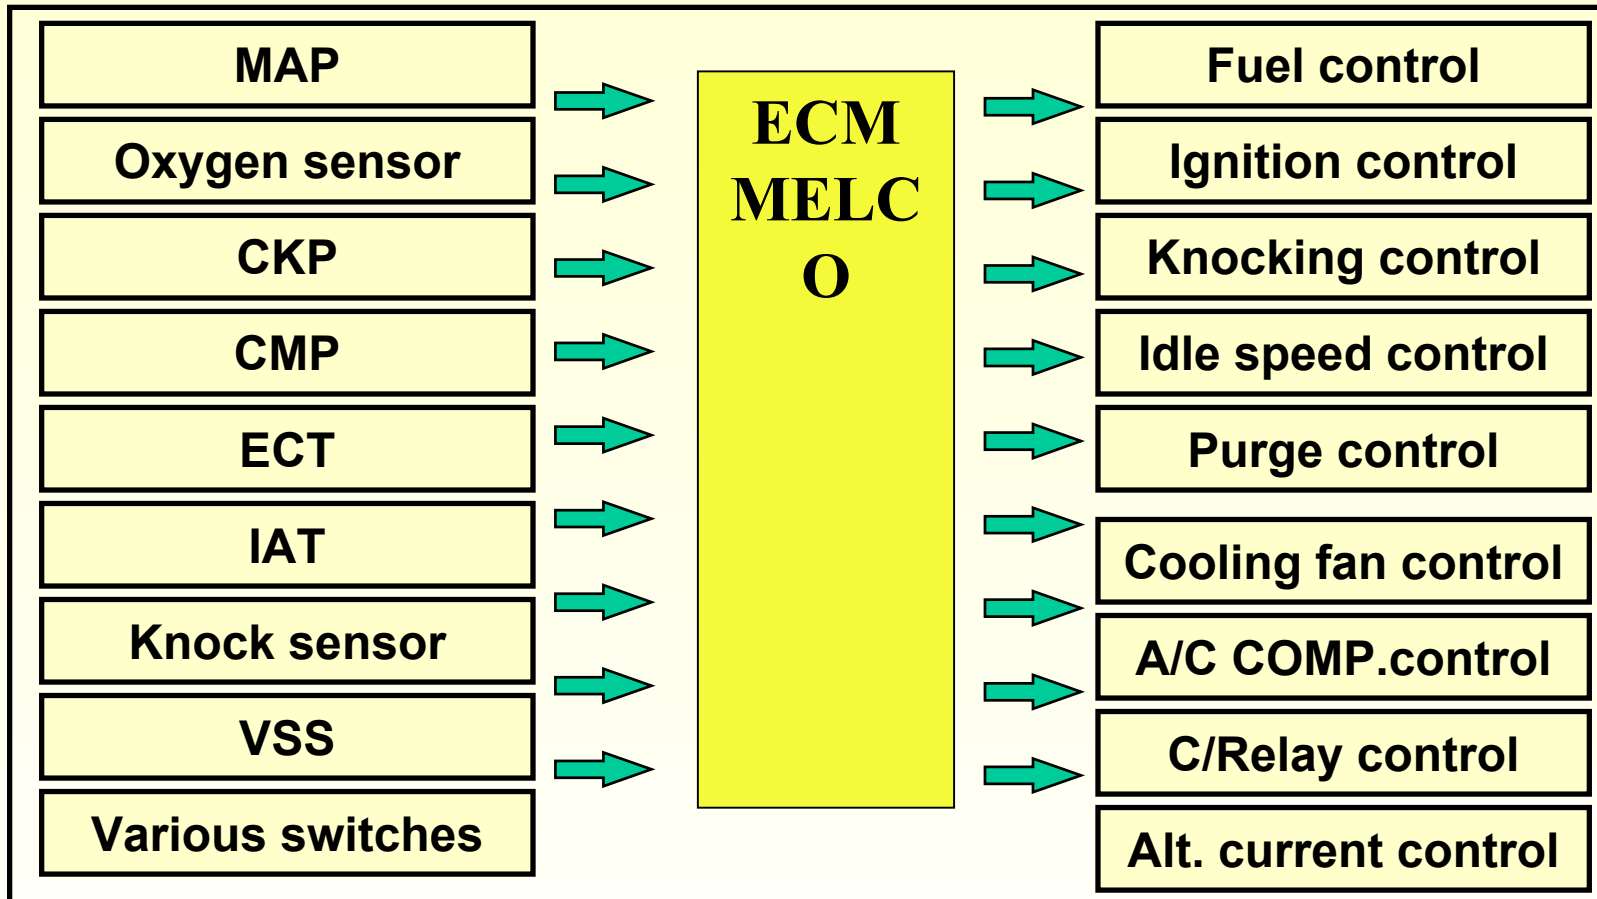 MAP
Oxygen sensor
CKP
CMP
ECT
IAT
Knock sensor
VSS
Various switches
ECM
MELC
O
Fuel control
Ignition control
Knocking control
Idle speed control
Purge control
Cooling fan control
A/C COMP.control
C/Relay control
Alt. current control